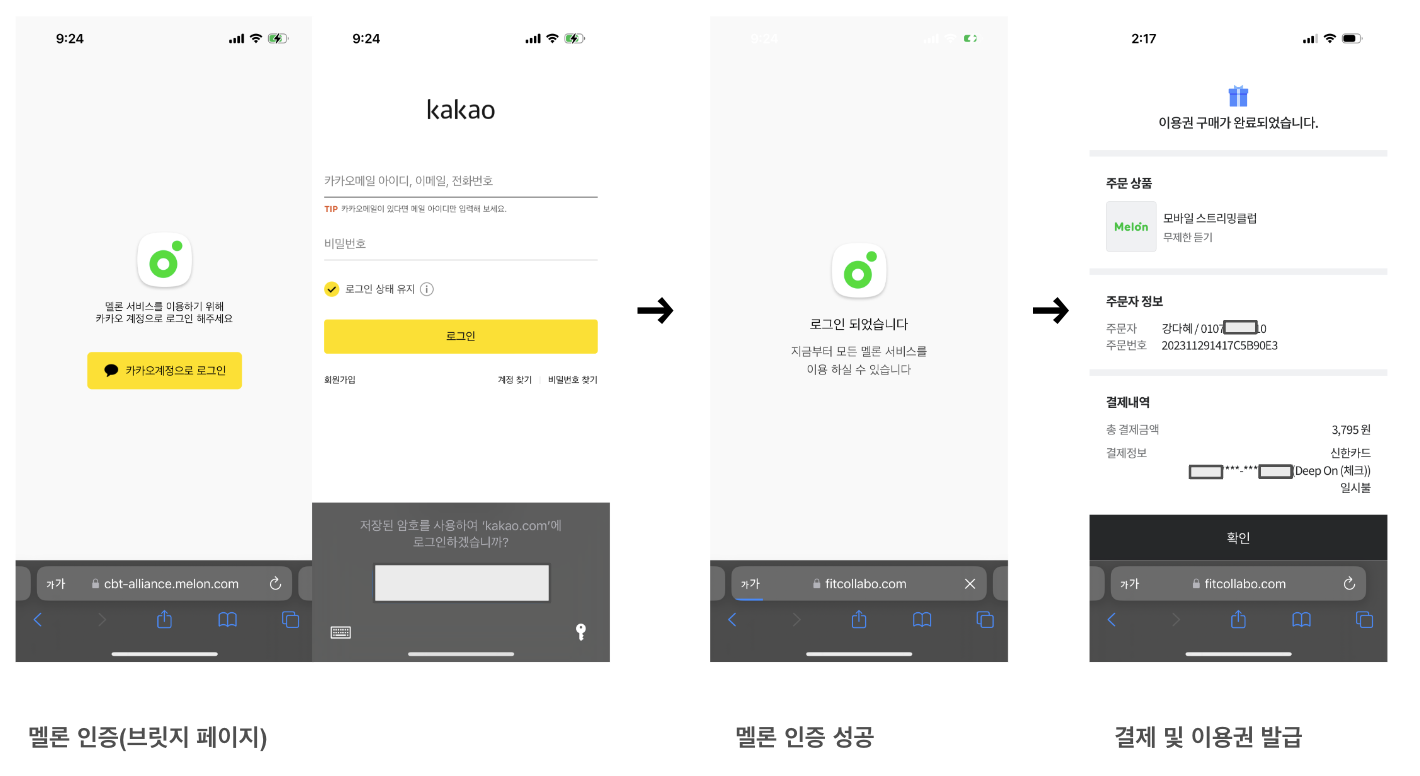 9:24
멜론 서비스를 이용하기 위해
카카오 계정으로 로그인 해주세요
카카오계정으로 로그인
가가 cbt-alliance.melon.com
9:24
kakao
카카오메일 아이디, 이메일, 전화번호
TIP 카카오메일이 있다면 메일 아이디만 입력해 보세요.
비밀번호
로그인 상태 유지
로그인
회원가입 계정 찾기 비밀번호 찾기
저장된 암호를 사용하여 'kakao.com'에
로그인하겠습니까?
9:24
로그인 되었습니다
지금부터 모든 멜론 서비스를
이용 하실 수 있습니다
가가 fitcollabo.com
2:17
이용권 구매가 완료되었습니다.
주문 상품
Melon
모바일 스트리밍클럽
무제한 듣기
주문자 정보
주문자 강다혜 / 0107 10
주문번호 202311291417C5B90E3
결제내역
총 결제금액 3,795 원
결제정보 신한카드
***-*** (Deep On (체크))
일시불
확인
가가 fitcollabo.com
멜론 인증(브릿지 페이지)
멜론 인증 성공
결제 및 이용권 발급